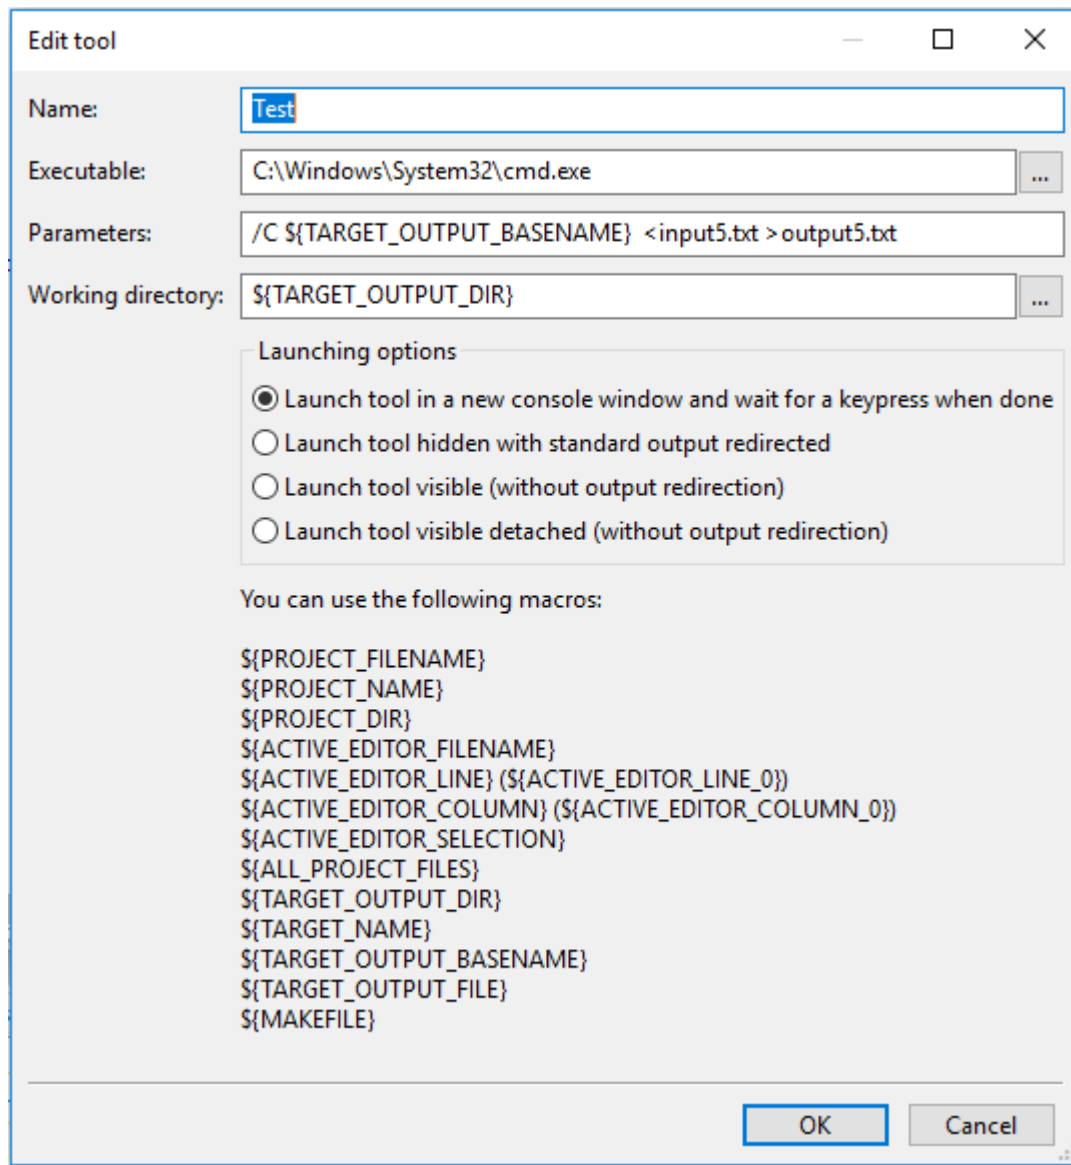 Edit tool
Name: Test
Executable: C:\Windows\System32\cmd.exe ...
Parameters: /C ${TARGET_OUTPUT_BASENAME}  <input5.txt >output5.txt
Working directory: ${TARGET_OUTPUT_DIR} ...
Launching options
Launch tool in a new console window and wait for a keypress when done
Launch tool hidden with standard output redirected
Launch tool visible (without output redirection)
Launch tool visible detached (without output redirection)
You can use the following macros:
${PROJECT_FILENAME}
${PROJECT_NAME}
${PROJECT_DIR}
${ACTIVE_EDITOR_FILENAME}
${ACTIVE_EDITOR_LINE} (${ACTIVE_EDITOR_LINE_0})
${ACTIVE_EDITOR_COLUMN} (${ACTIVE_EDITOR_COLUMN_0})
${ACTIVE_EDITOR_SELECTION}
${ALL_PROJECT_FILES}
${TARGET_OUTPUT_DIR}
${TARGET_NAME}
${TARGET_OUTPUT_BASENAME}
${TARGET_OUTPUT_FILE}
${MAKEFILE}
OK Cancel